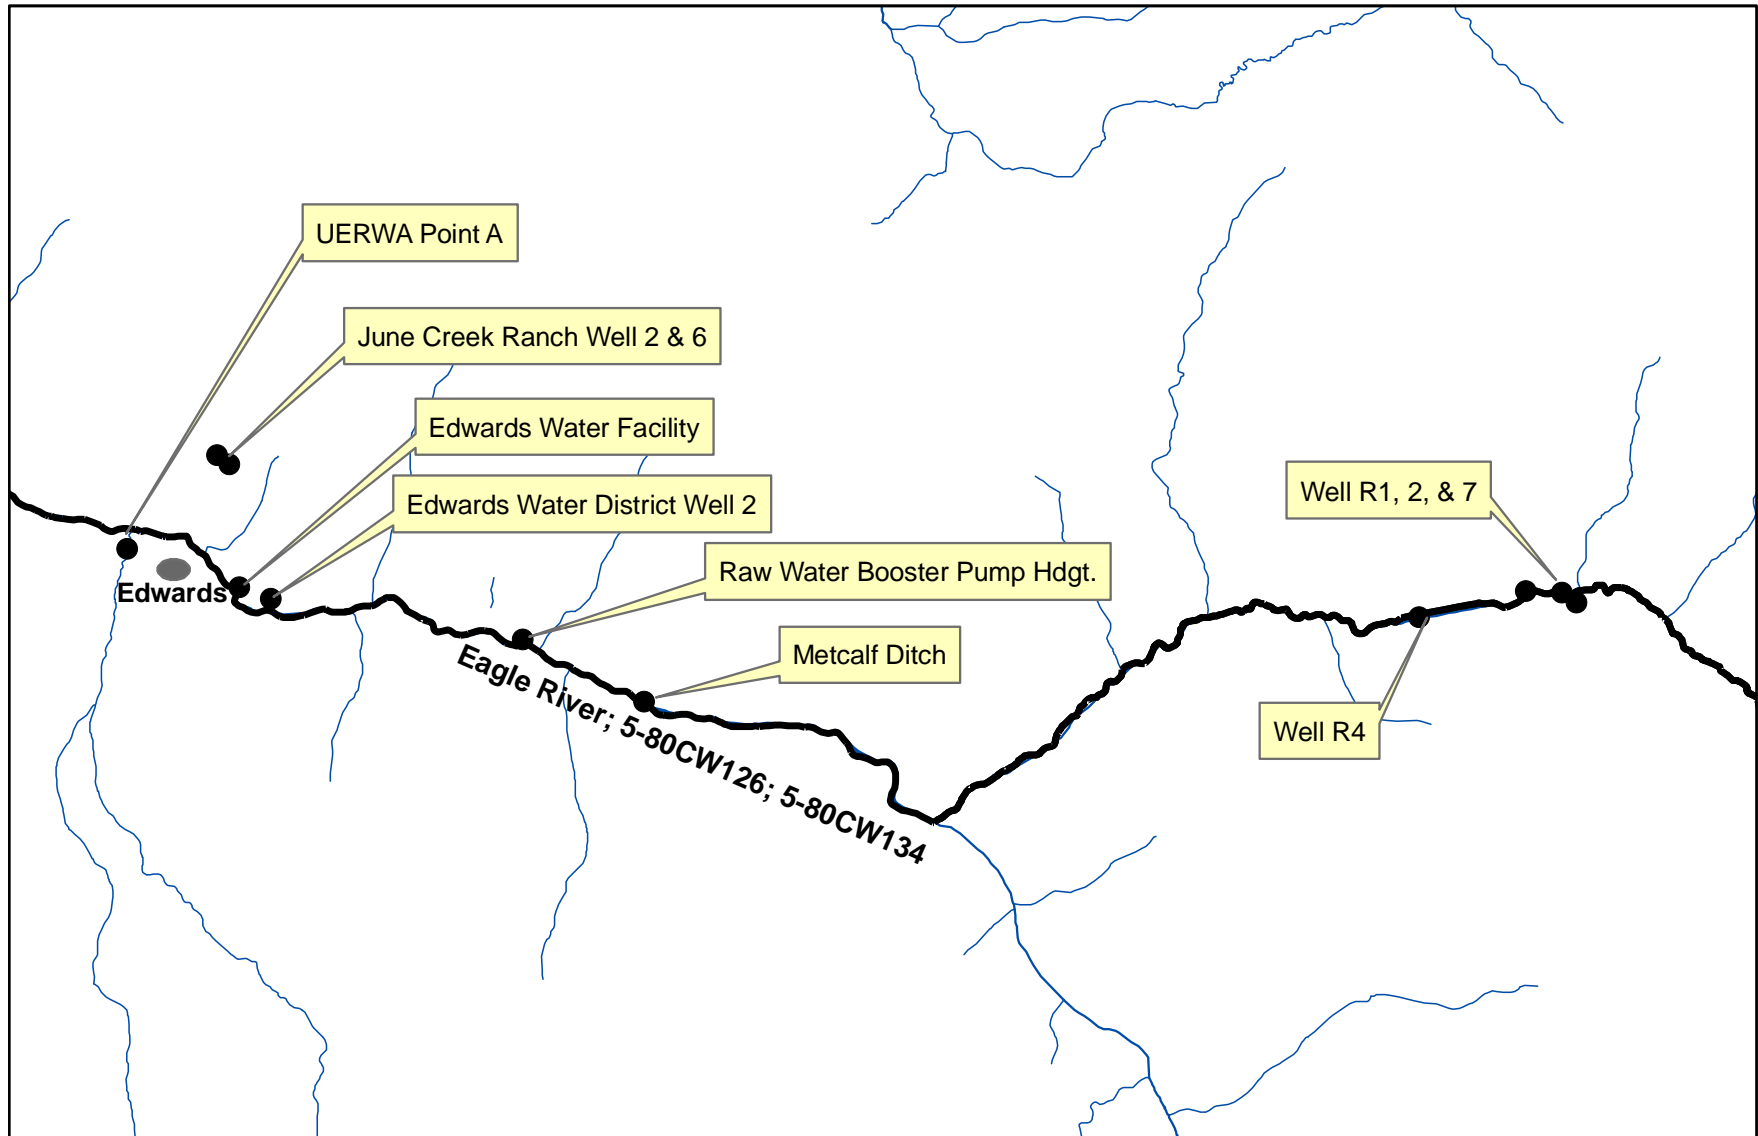 UERWA Point A
June Creek Ranch Well 2 & 6
Edwards Water Facility
Edwards Water District Well 2
Well R1, 2, & 7
Raw Water Booster Pump Hdgt.
Edwards
Metcalf Ditch
Eagle River; 5-80CW126; 5-80CW134
Well R4